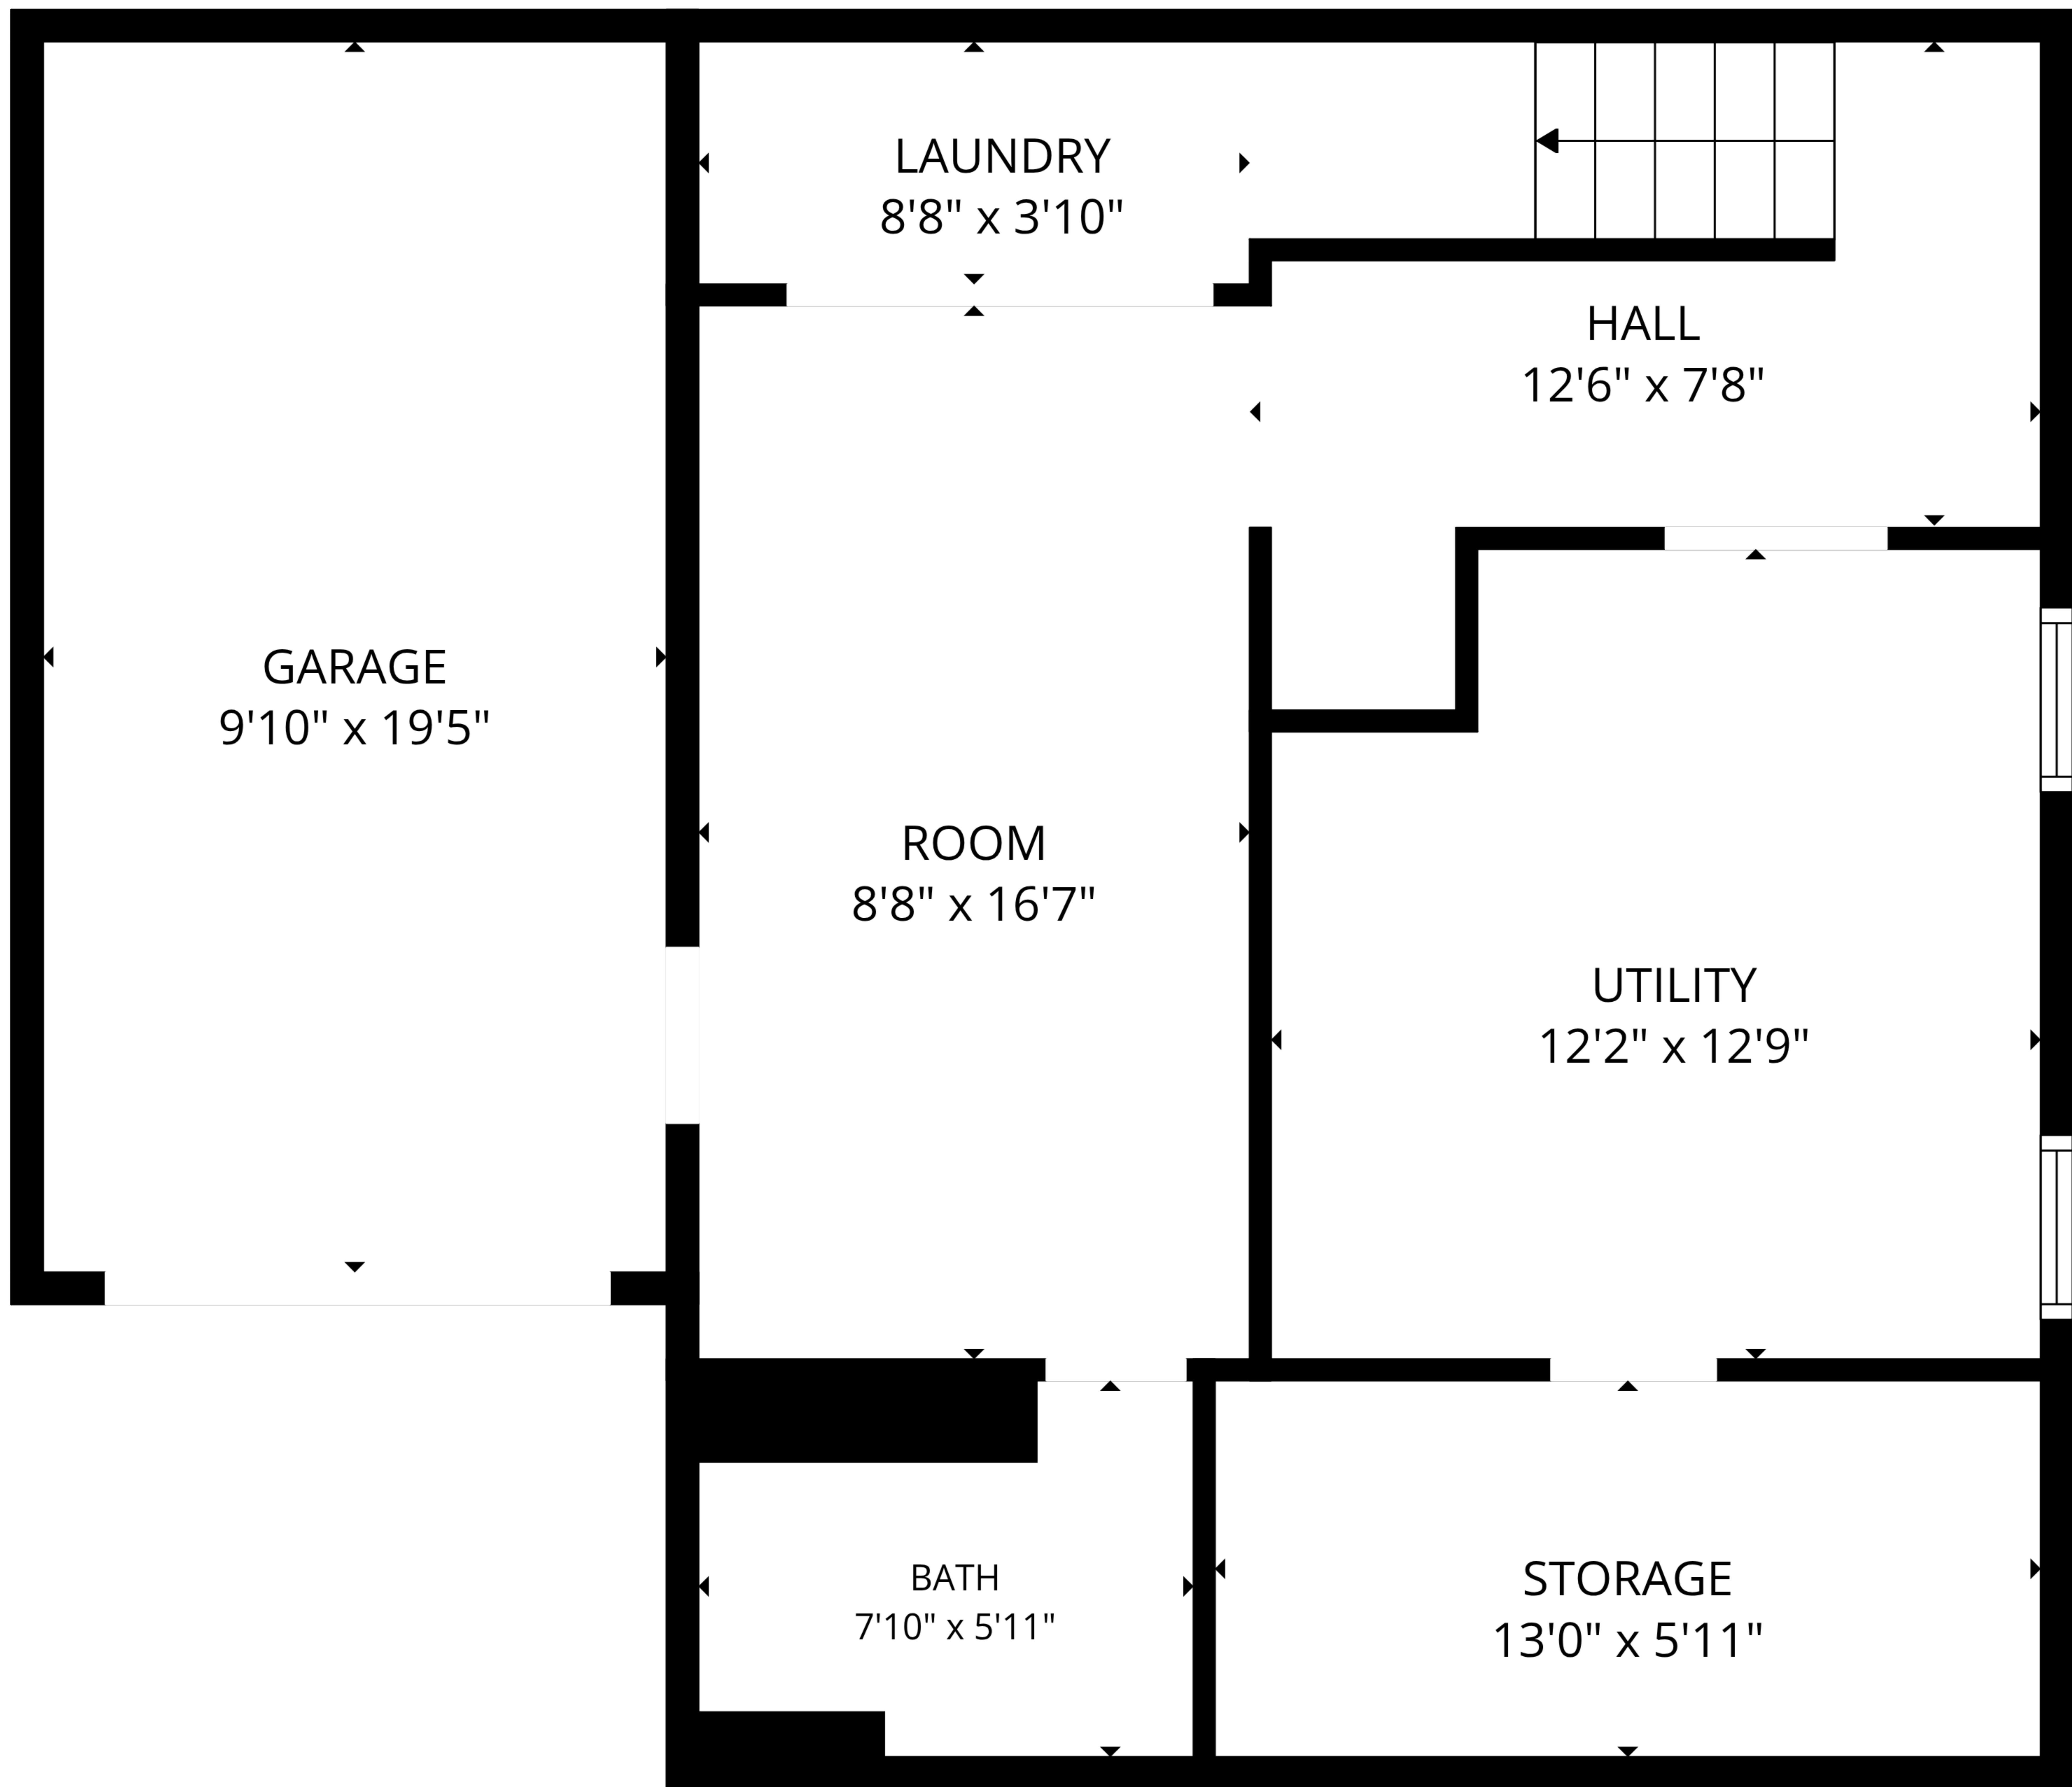 LAUNDRY
8'8" x 3'10"
HALL
12'6" x 7'8"
GARAGE
9'10" x 19'5"
ROOM
8'8" x 16'7"
UTILITY
12'2" x 12'9"
BATH
7'10" x 5'11"
STORAGE
13'0" x 5'11"